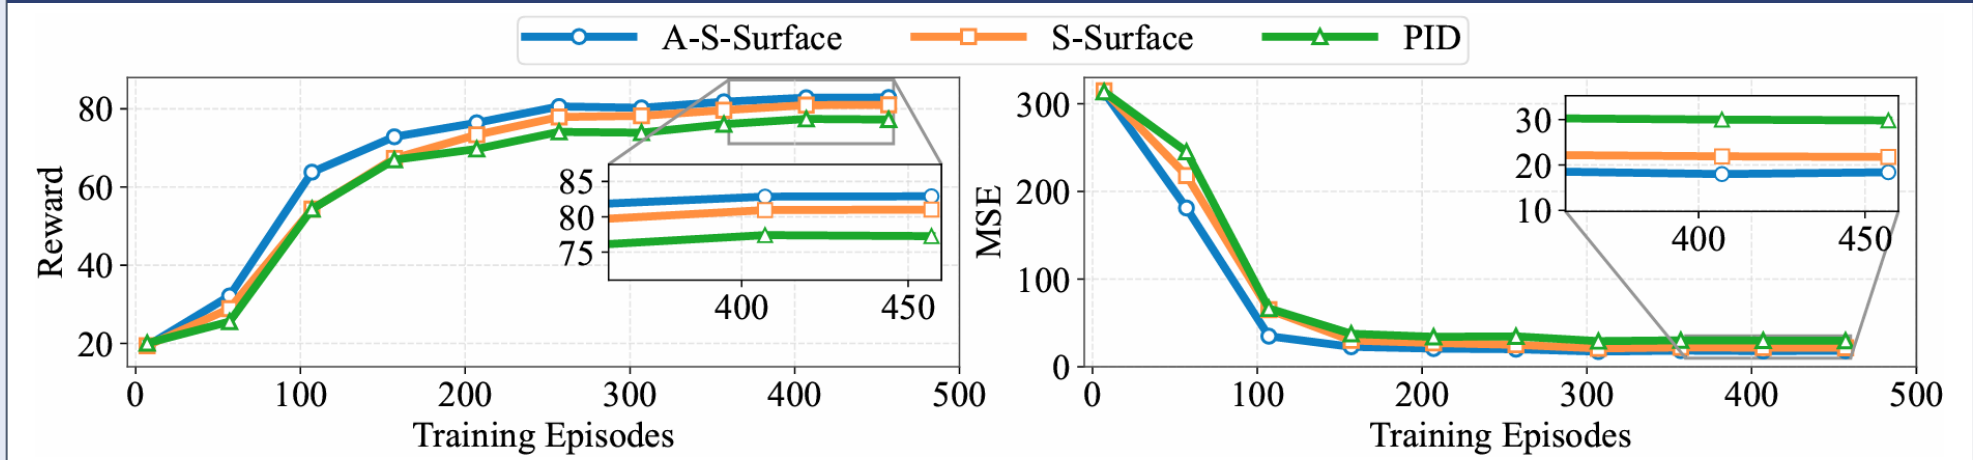 A-S-Surface S-Surface PID
Reward
80
60
40
20
0 100 200 300 400 500
Training Episodes
85
80
75
400 450
MSE
300
200
100
0
0 100 200 300 400 500
Training Episodes
30
20
10
400 450